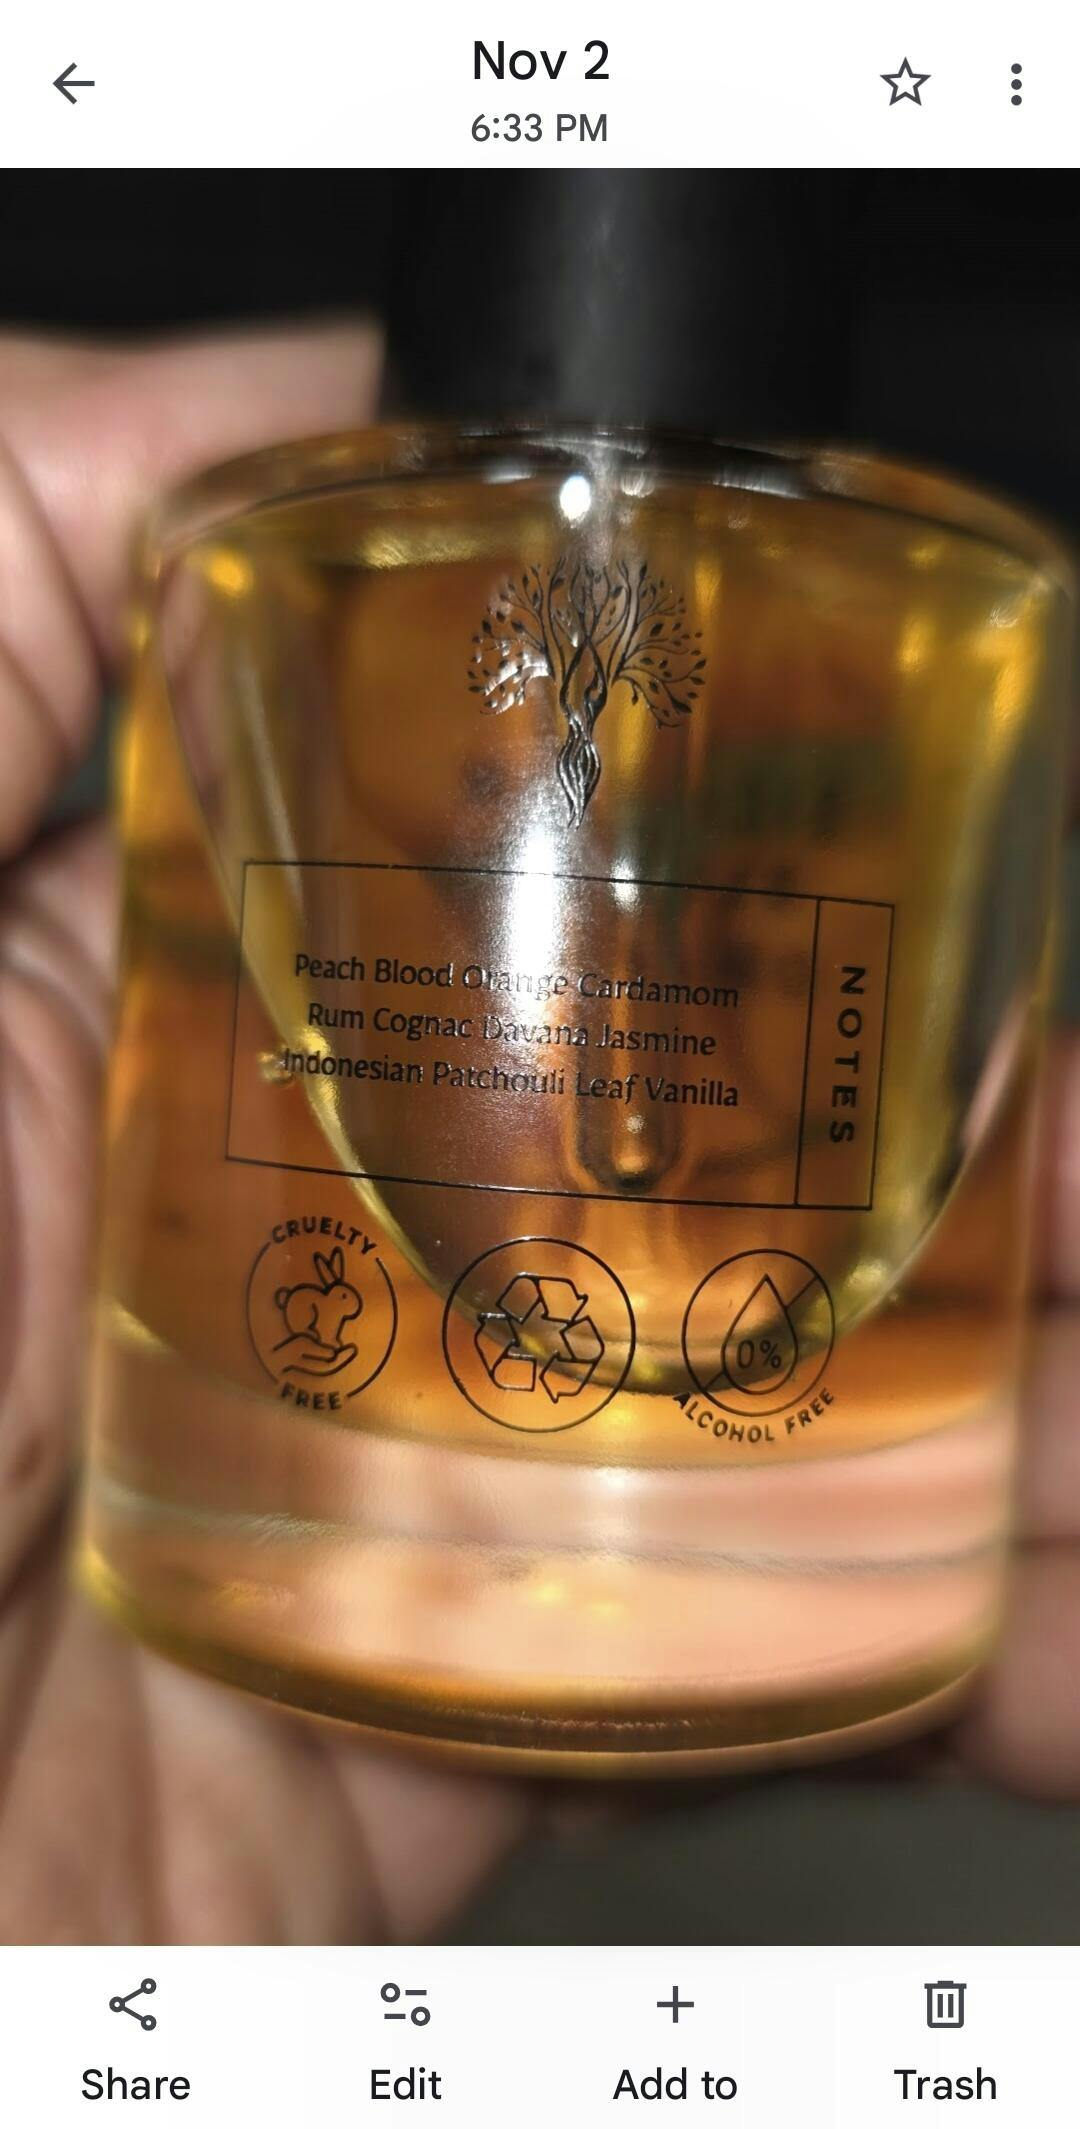 Nov 2
6:33 PM
Peach Blood Orange Cardamom
Rum Cognac Davana Jasmine
Indonesian Patchouli Leaf Vanilla
NOTES
CRUELTY
FREE
0%
ALCOHOL FREE
Share
Edit
Add to
Trash